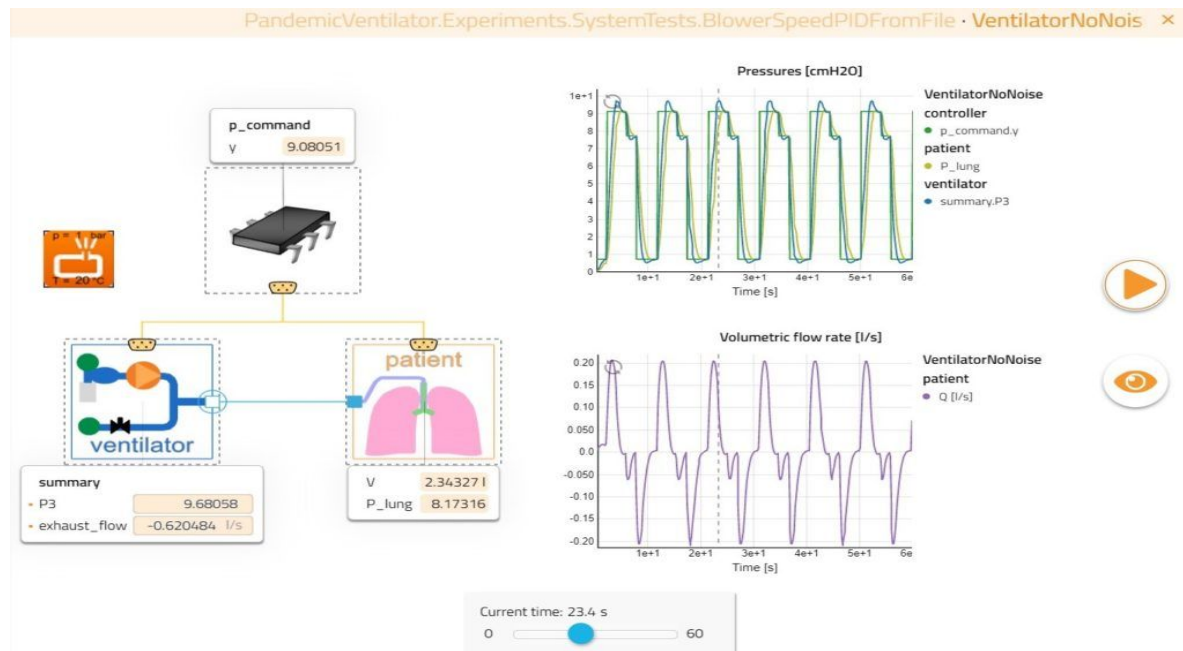 PandemicVentilator.Experiments.SystemTests.BlowerSpeedPIDFromFile · VentilatorNoNois ×
p_command
y 9.08051
p = 1 bar
T = 20 °C
ventilator
patient
summary
P3 9.68058
exhaust_flow -0.620484 l/s
V 2.34327 l
P_lung 8.17316
Pressures [cmH2O]
1e+1
9
8
7
6
5
4
3
2
1
0
1e+1 2e+1 3e+1 4e+1 5e+1 6e
Time [s]
VentilatorNoNoise
controller
p_command.y
patient
P_lung
ventilator
summary.P3
Volumetric flow rate [l/s]
0.20
0.15
0.10
0.050
0.0
-0.050
-0.10
-0.15
-0.20
1e+1 2e+1 3e+1 4e+1 5e+1 6e
Time [s]
VentilatorNoNoise
patient
Q [l/s]
Current time: 23.4 s
0 60